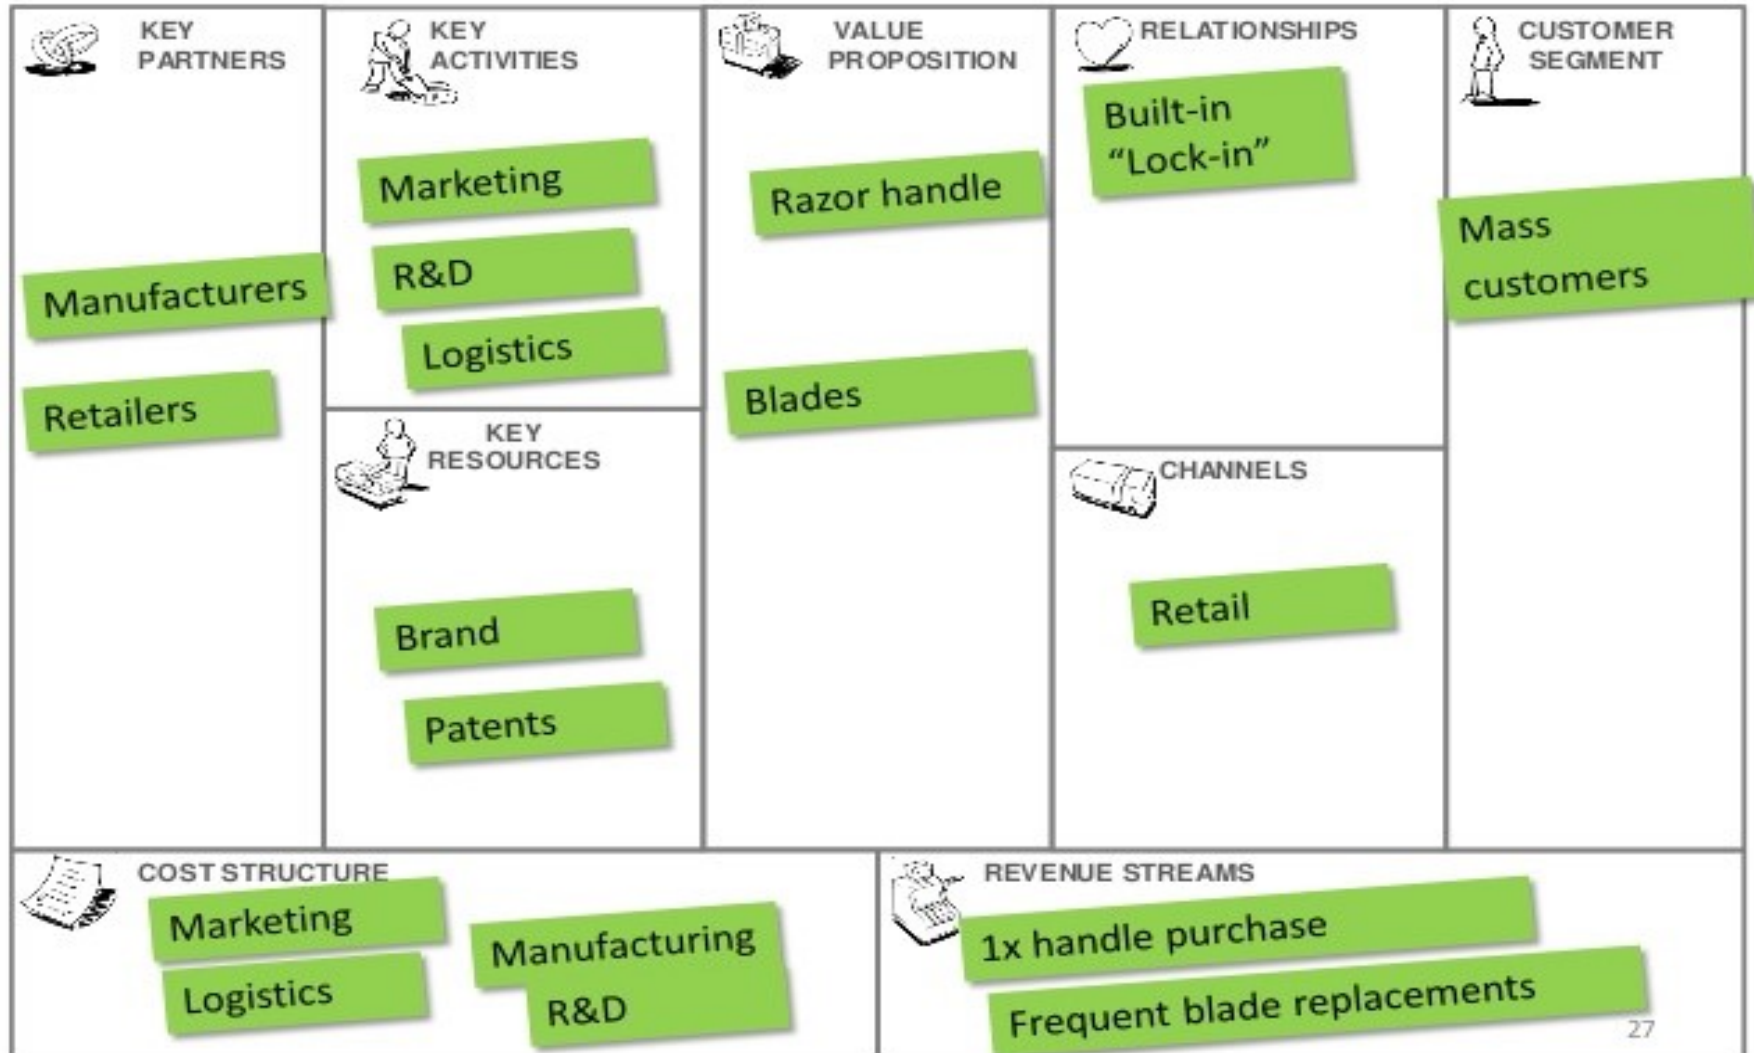 KEY
PARTNERS
Manufacturers
Retailers
KEY
ACTIVITIES
Marketing
R&D
Logistics
KEY
RESOURCES
Brand
Patents
VALUE
PROPOSITION
Razor handle
Blades
RELATIONSHIPS
Built-in
“Lock-in”
CHANNELS
Retail
CUSTOMER
SEGMENT
Mass
customers
COST STRUCTURE
Marketing
Logistics
Manufacturing
R&D
REVENUE STREAMS
1x handle purchase
Frequent blade replacements
27